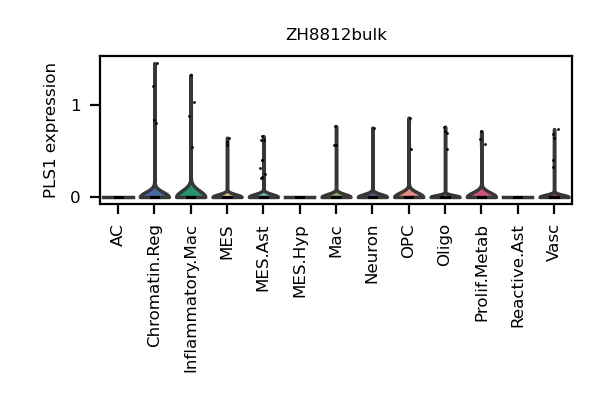 ZH8812bulk
PLS1 expression
1
0
AC
Chromatin.Reg
Inflammatory.Mac
MES
MES.Ast
MES.Hyp
Mac
Neuron
OPC
Oligo
Prolif.Metab
Reactive.Ast
Vasc